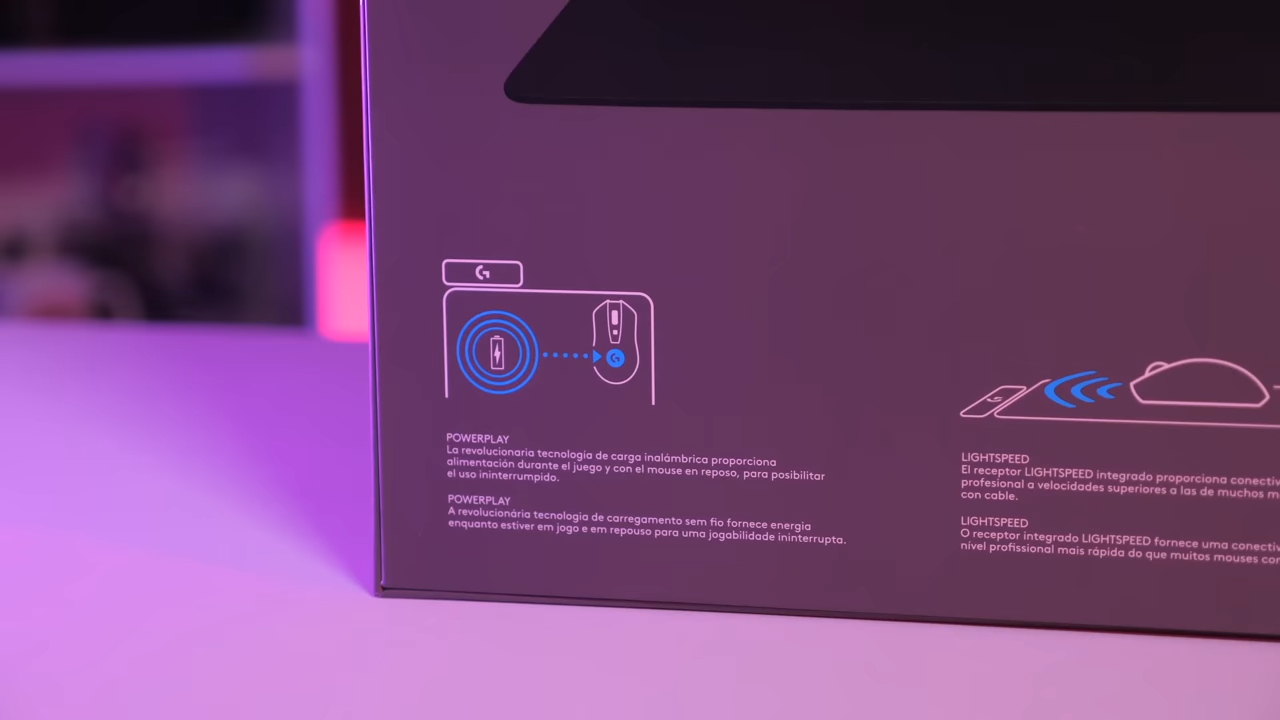 POWERPLAY
La revolucionaria tecnología de carga inalámbrica proporciona
alimentación durante el juego y con el mouse en reposo, para posibilitar
el uso ininterrumpido.
POWERPLAY
A revolucionária tecnologia de carregamento sem fio fornece energia
enquanto estiver em jogo e em repouso para uma jogabilidade ininterrupta.
LIGHTSPEED
El receptor LIGHTSPEED integrado proporciona
profesional a velocidades superiores a las de muchos
con cable.
LIGHTSPEED
O receptor integrado LIGHTSPEED fornece uma
nível profissional mais rápida do que muitos mouses